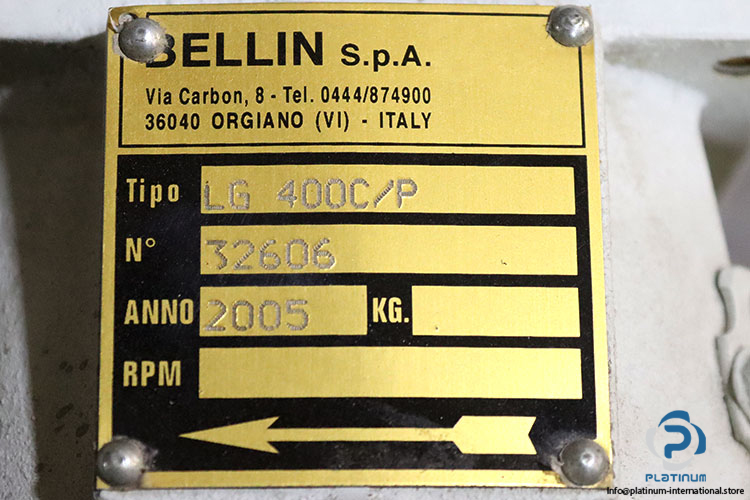 BELLIN S.p.A.
Via Carbon, 8 - Tel. 0444/874900
36040 ORGIANO (VI) - ITALY
Tipo LG 400C/P
N° 32606
ANNO 2005 KG.
RPM
PLATINUM
info@platinum-international.store